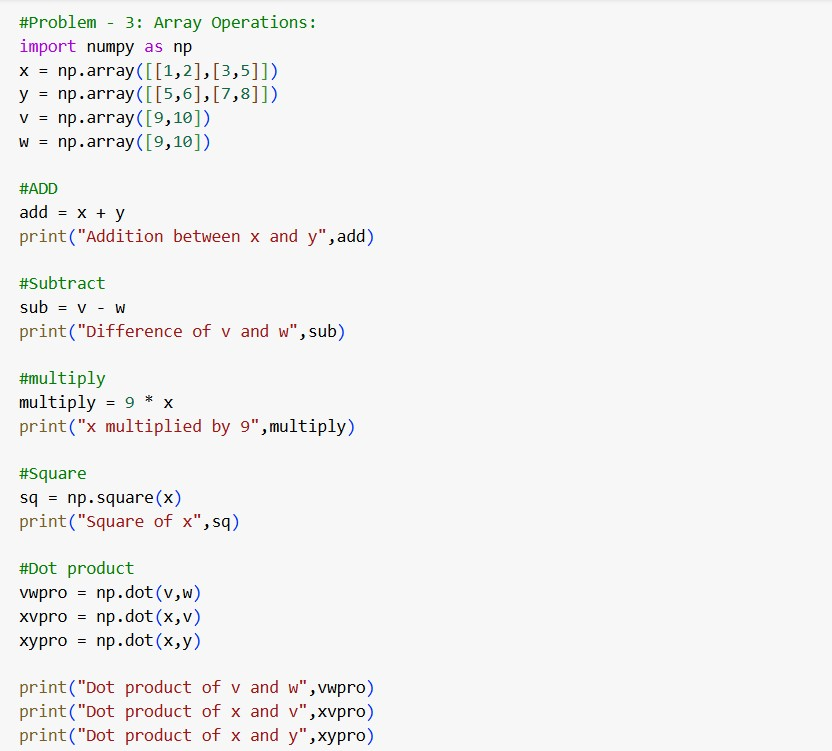 #Problem - 3: Array Operations:
import numpy as np
x = np.array([[1,2],[3,5]])
y = np.array([[5,6],[7,8]])
v = np.array([9,10])
w = np.array([9,10])
#ADD
add = x + y
print("Addition between x and y",add)
#Subtract
sub = v - w
print("Difference of v and w",sub)
#multiply
multiply = 9 * x
print("x multiplied by 9",multiply)
#Square
sq = np.square(x)
print("Square of x",sq)
#Dot product
vwpro = np.dot(v,w)
xvpro = np.dot(x,v)
xypro = np.dot(x,y)
print("Dot product of v and w",vwpro)
print("Dot product of x and v",xvpro)
print("Dot product of x and y",xypro)